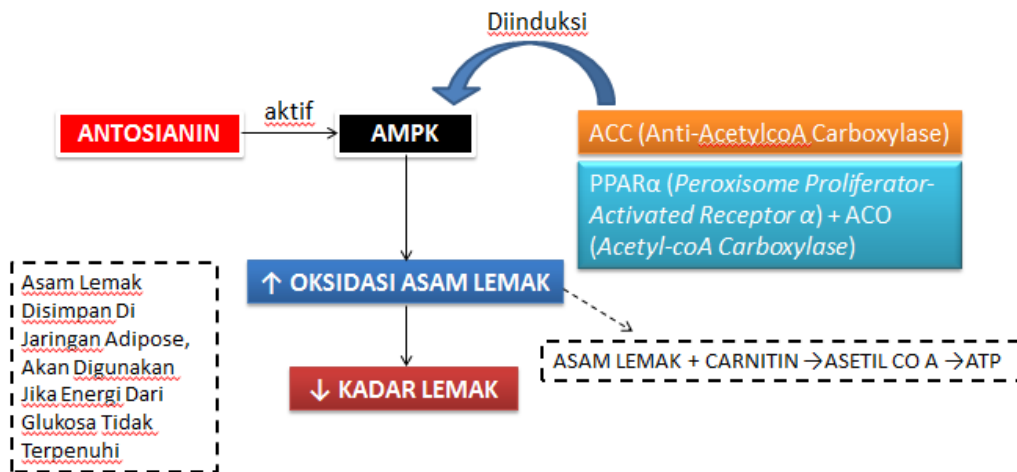 Diinduksi
ANTOSIANIN
aktif
AMPK
ACC (Anti-AcetylcoA Carboxylase)
PPARα (Peroxisome Proliferator-
Activated Receptor α) + ACO
(Acetyl-coA Carboxylase)
↑ OKSIDASI ASAM LEMAK
Asam Lemak
Disimpan Di
Jaringan Adipose,
Akan Digunakan
Jika Energi Dari
Glukosa Tidak
Terpenuhi
ASAM LEMAK + CARNITIN →ASETIL CO A →ATP
↓ KADAR LEMAK